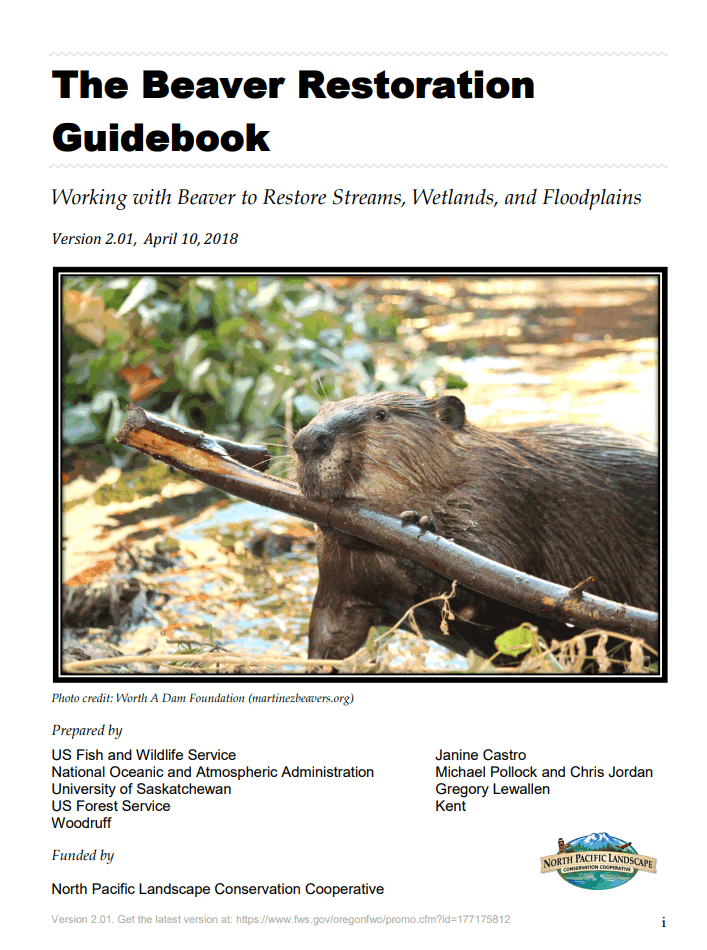 The Beaver Restoration
Guidebook
Working with Beaver to Restore Streams, Wetlands, and Floodplains
Version 2.01, April 10, 2018
Photo credit: Worth A Dam Foundation (martinezbeavers.org)
Prepared by
US Fish and Wildlife Service Janine Castro
National Oceanic and Atmospheric Administration Michael Pollock and Chris Jordan
University of Saskatchewan Gregory Lewallen
US Forest Service Kent
Woodruff
Funded by
North Pacific Landscape Conservation Cooperative
NORTH PACIFIC LANDSCAPE
CONSERVATION COOPERATIVE
Version 2.01. Get the latest version at: https://www.fws.gov/oregonfwo/promo.cfm?id=177175812 i